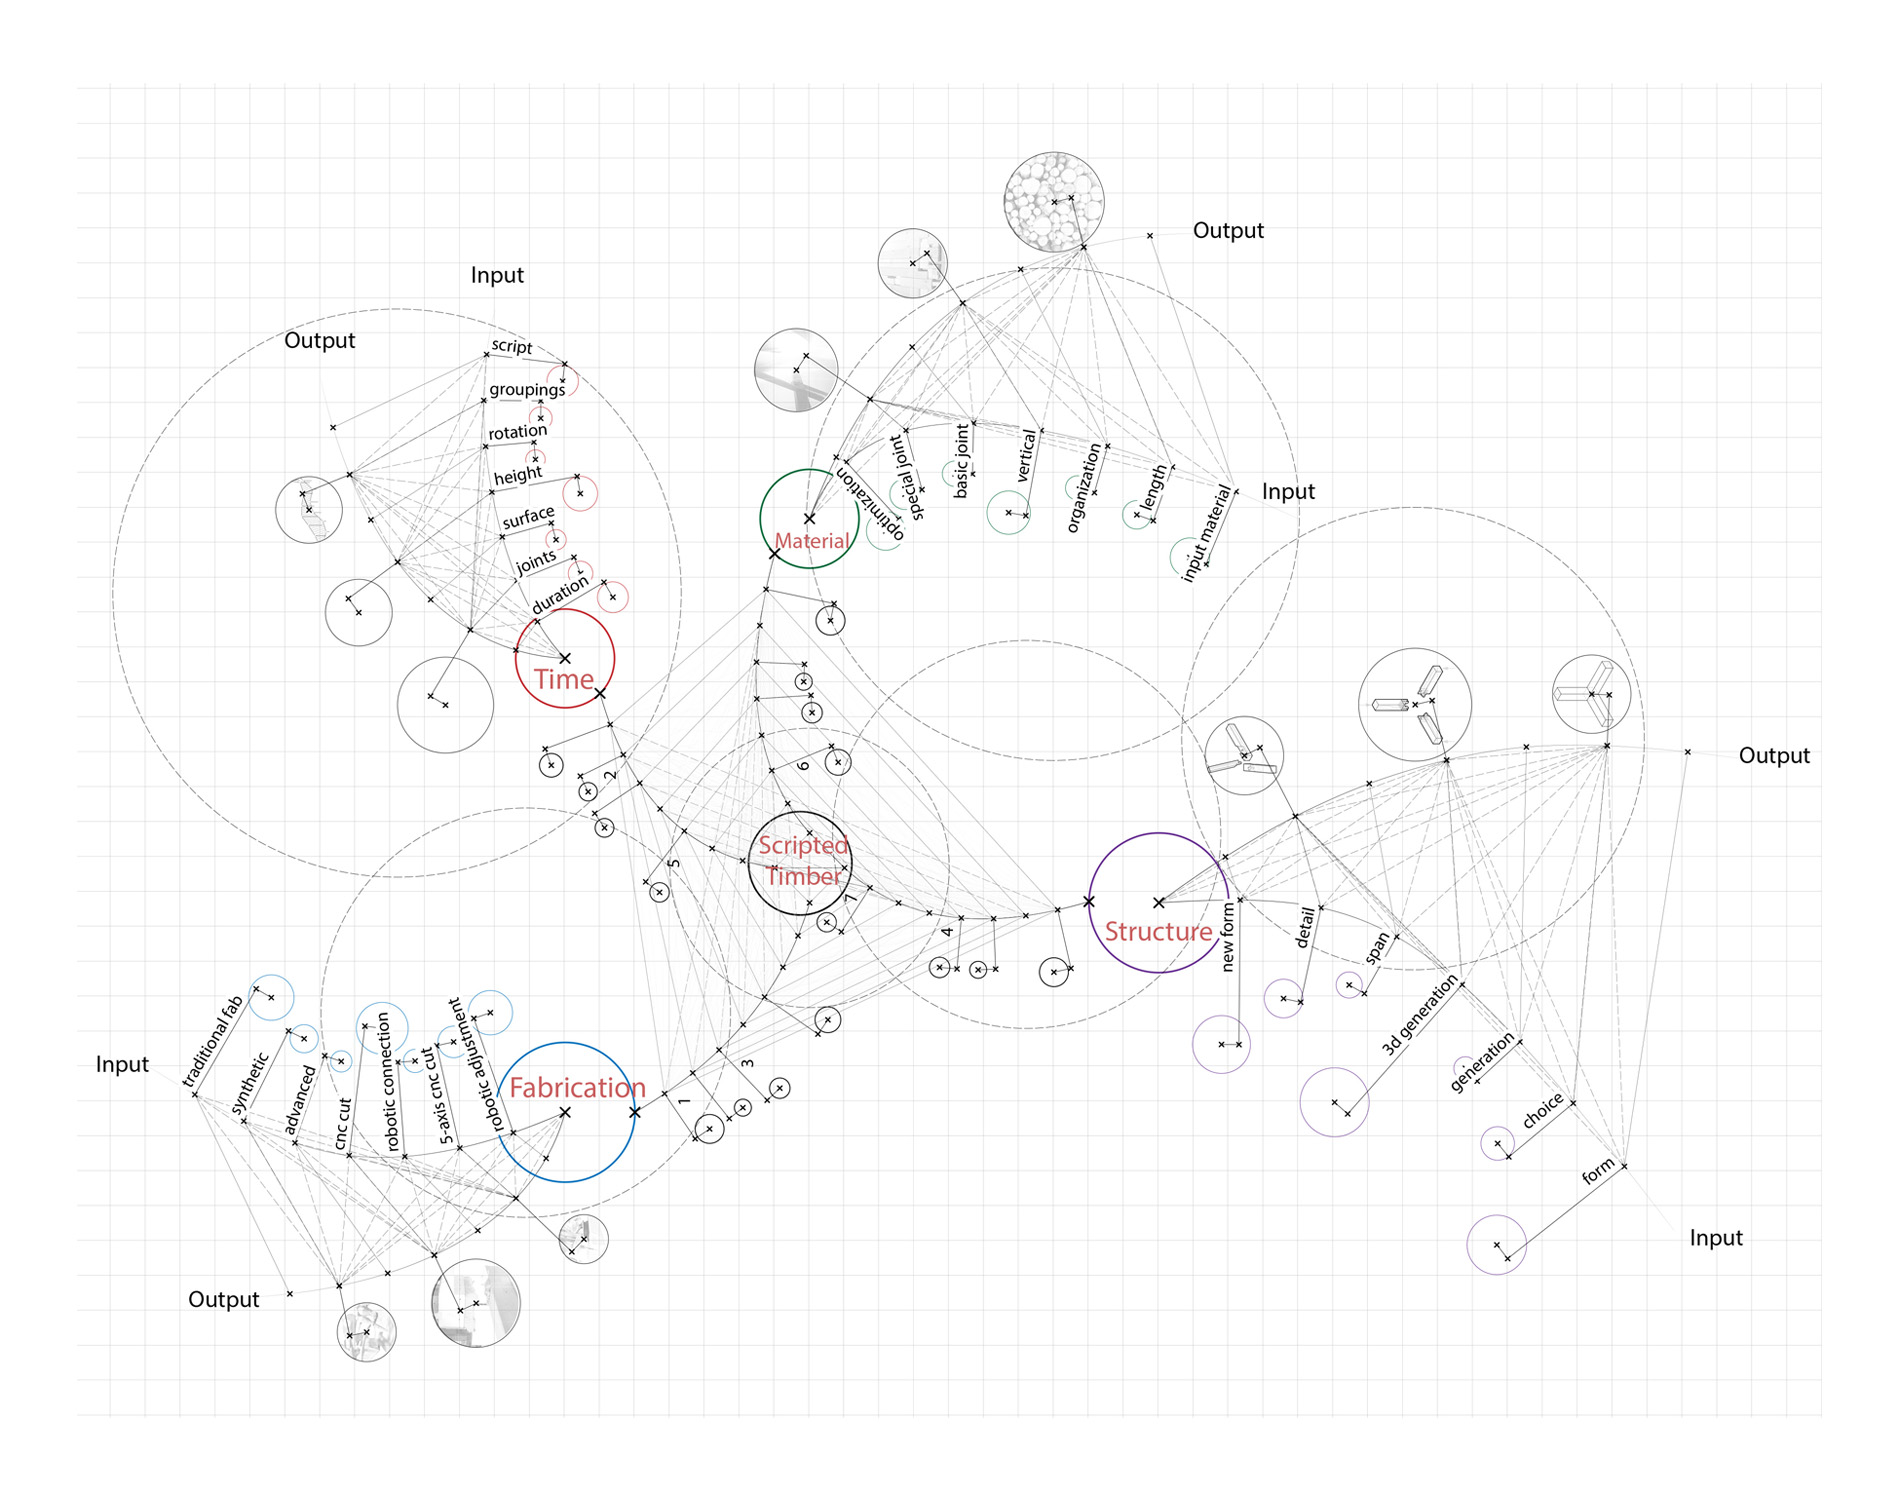 Output
Input
Output
script
groupings
rotation
height
surface
joints
duration
Time
optimization
special joint
basic joint
vertical
organization
length
input material
Input
Material
2
6
5
Scripted
Timber
7
4
3
1
Output
Structure
new form
detail
span
3d generation
generation
choice
form
Input
Input
traditional fab
synthetic
advanced
cnc cut
robotic connection
5-axis cnc cut
robotic adjustment
Fabrication
Output